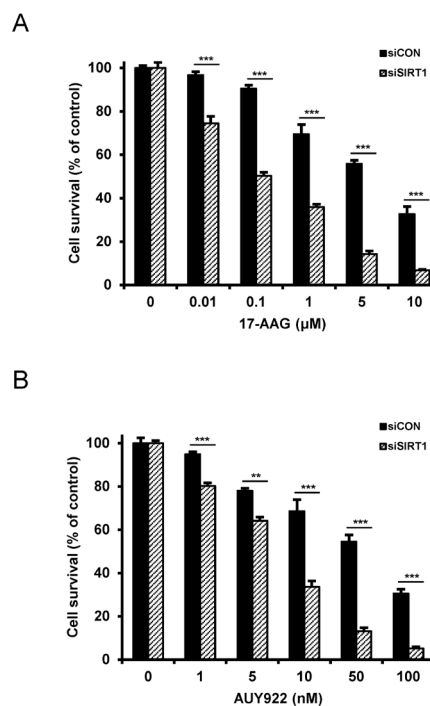 A
siCON
siSIRT1
Cell survival (% of control)
100
80
60
40
20
0
***
***
***
***
***
0 0.01 0.1 1 5 10
17-AAG (μM)
B
siCON
siSIRT1
Cell survival (% of control)
100
80
60
40
20
0
***
**
***
***
***
0 1 5 10 50 100
AUY922 (nM)